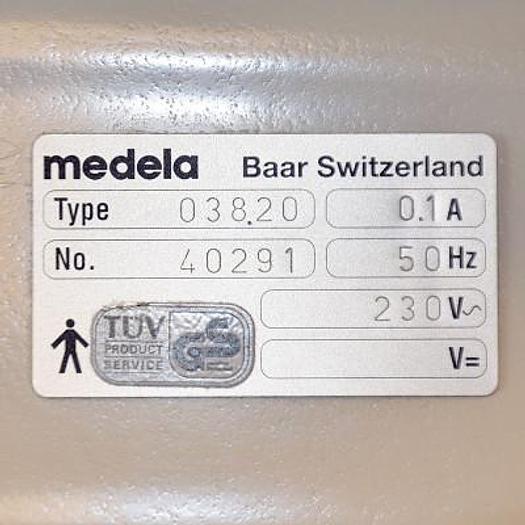 medela Baar Switzerland
Type 038.20 0.1 A
No. 40291 50 Hz
230 V~
TÜV GS
PRODUCT
SERVICE
V=